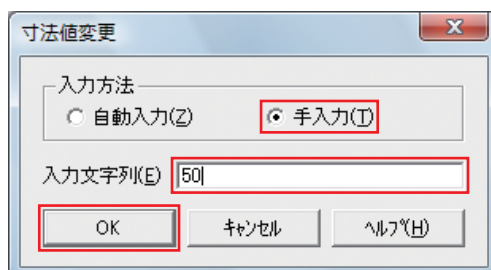 寸法値変更
入力方法
自動入力(Z) 手入力(T)
入力文字列(E) 50
OK ｷｬﾝｾﾙ ﾍﾙﾌﾟ(H)